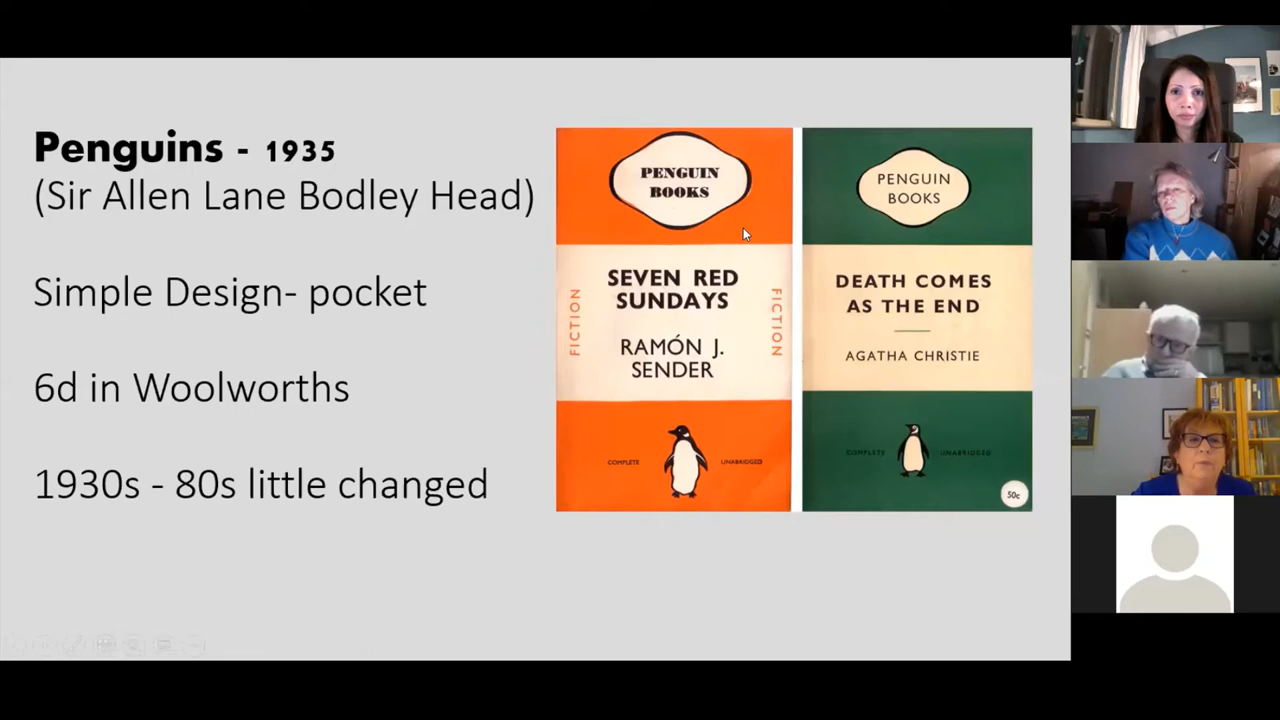 Penguins - 1935
(Sir Allen Lane Bodley Head)
Simple Design- pocket
6d in Woolworths
1930s - 80s little changed
PENGUIN
BOOKS
SEVEN RED
SUNDAYS
RAMÓN J.
SENDER
FICTION
FICTION
COMPLETE
UNABRIDGED
PENGUIN
BOOKS
DEATH COMES
AS THE END
AGATHA CHRISTIE
COMPLETE
UNABRIDGED
50c